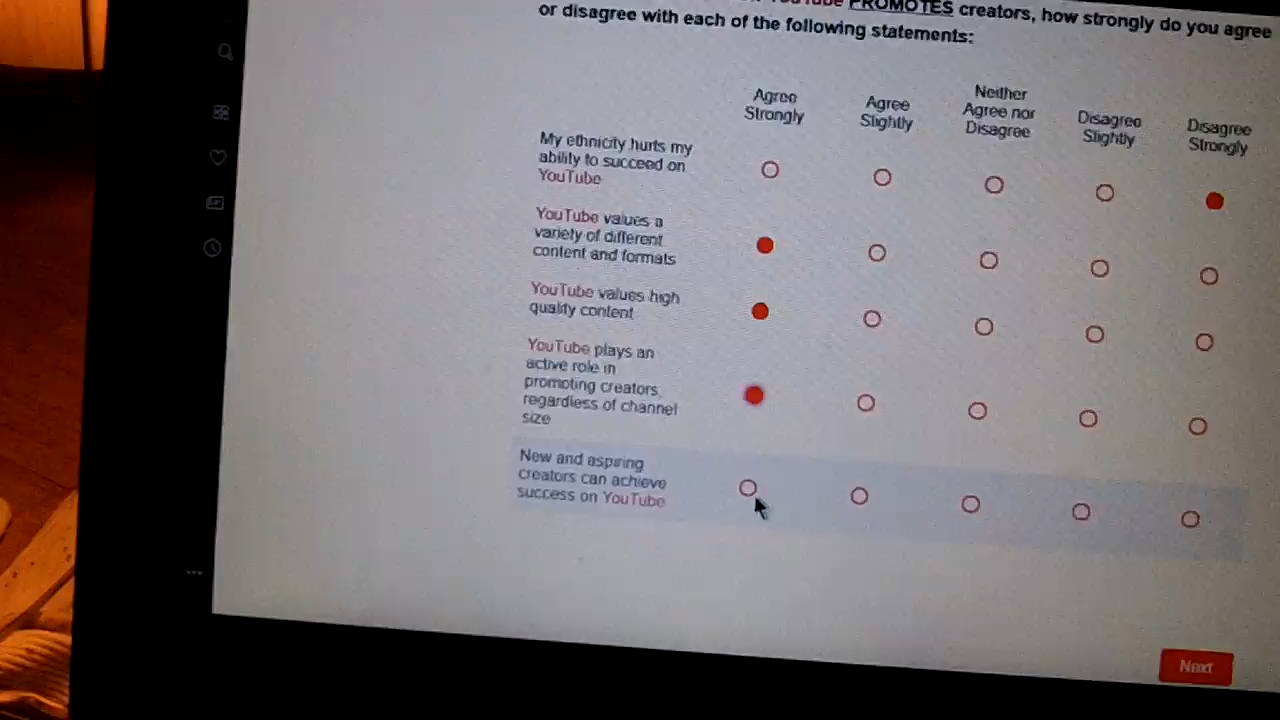 PROMOTES creators, how strongly do you agree
or disagree with each of the following statements:
Agree
Strongly
Agree
Slightly
Neither
Agree nor
Disagree
Disagree
Slightly
Disagree
Strongly
My ethnicity hurts my
ability to succeed on
YouTube
YouTube values a
variety of different
content and formats
YouTube values high
quality content
YouTube plays an
active role in
promoting creators,
regardless of channel
size
New and aspiring
creators can achieve
success on YouTube
Next